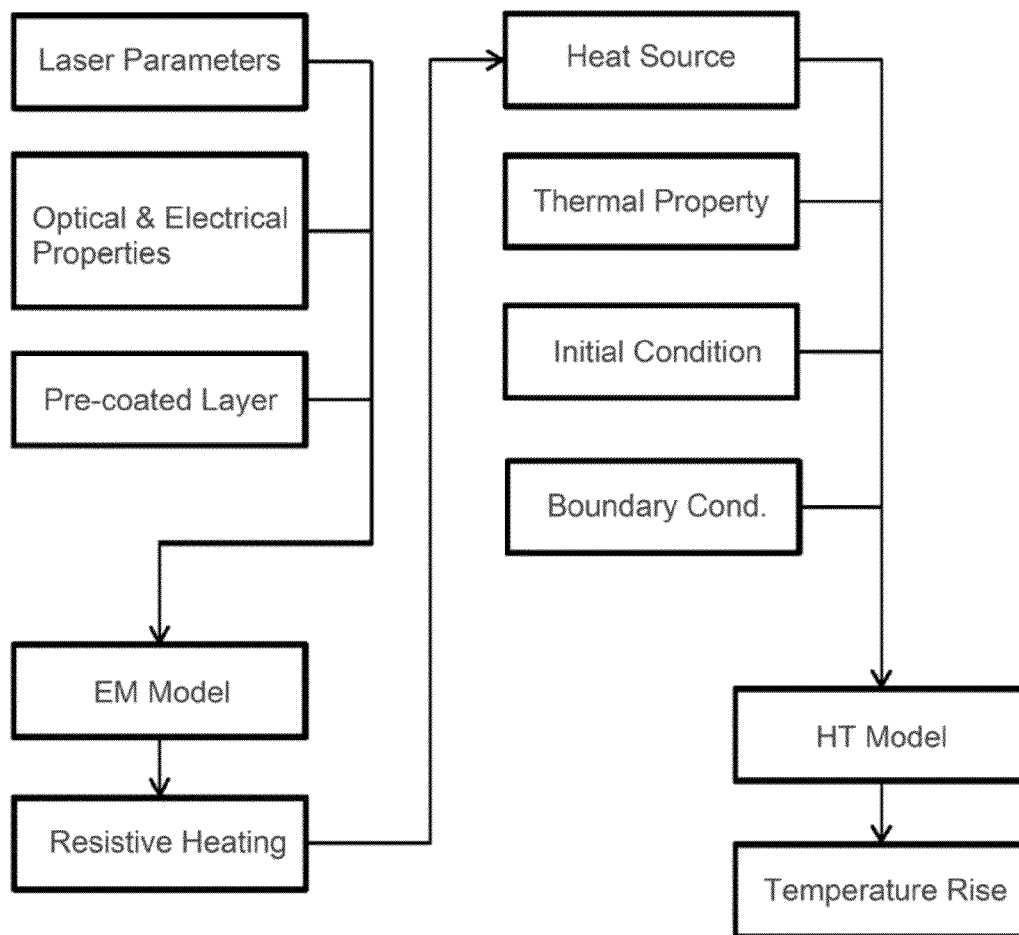 Laser Parameters
Optical & Electrical
Properties
Pre-coated Layer
EM Model
Resistive Heating
Heat Source
Thermal Property
Initial Condition
Boundary Cond.
HT Model
Temperature Rise